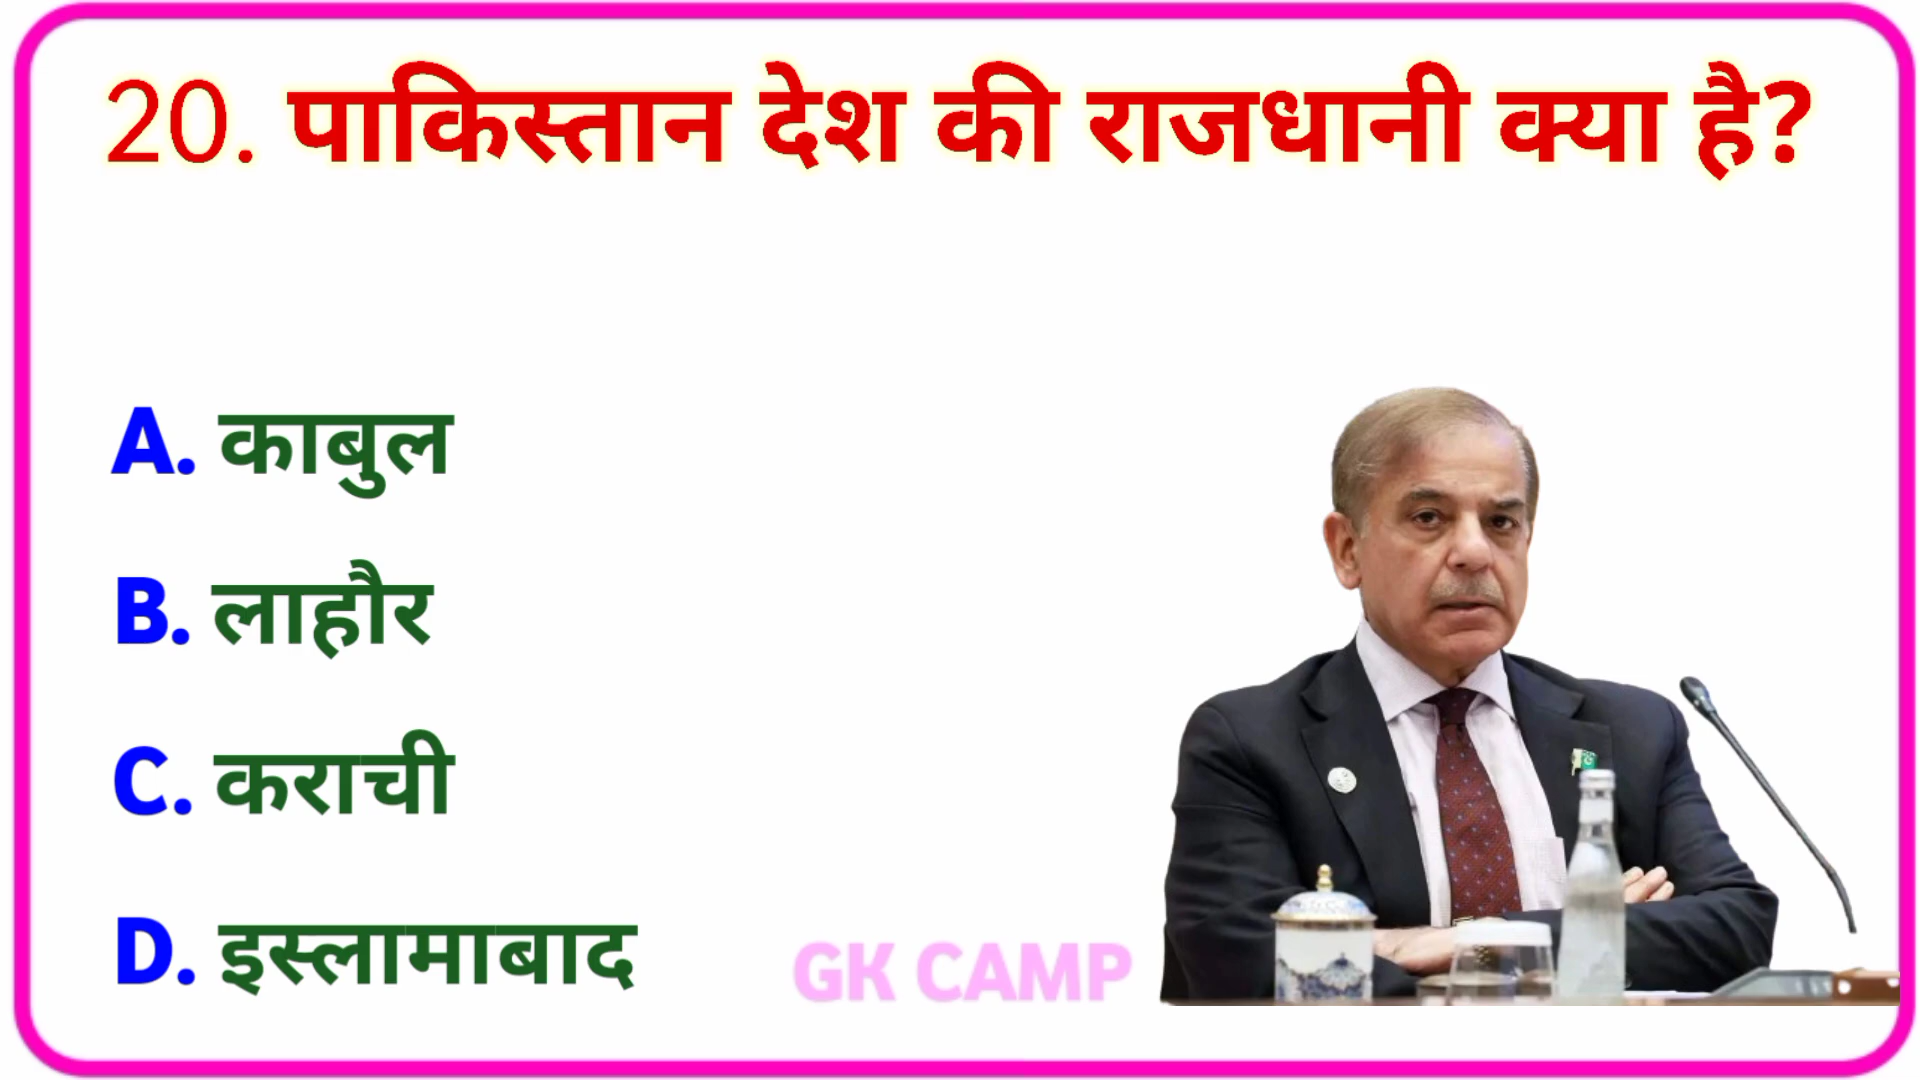 20. पाकिस्तान देश की राजधानी क्या है?
A. काबुल
B. लाहौर
C. कराची
D. इस्लामाबाद
GK CAMP